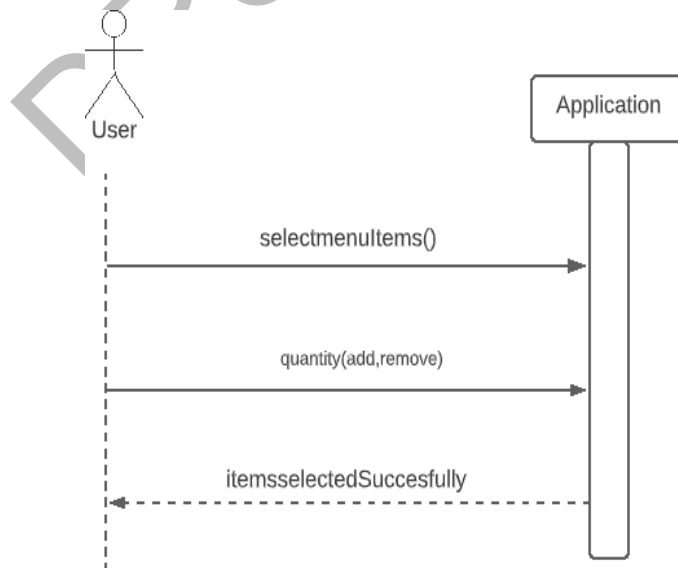 User
Application
selectmenuItems()
quantity(add,remove)
itemsselectedSuccesfully